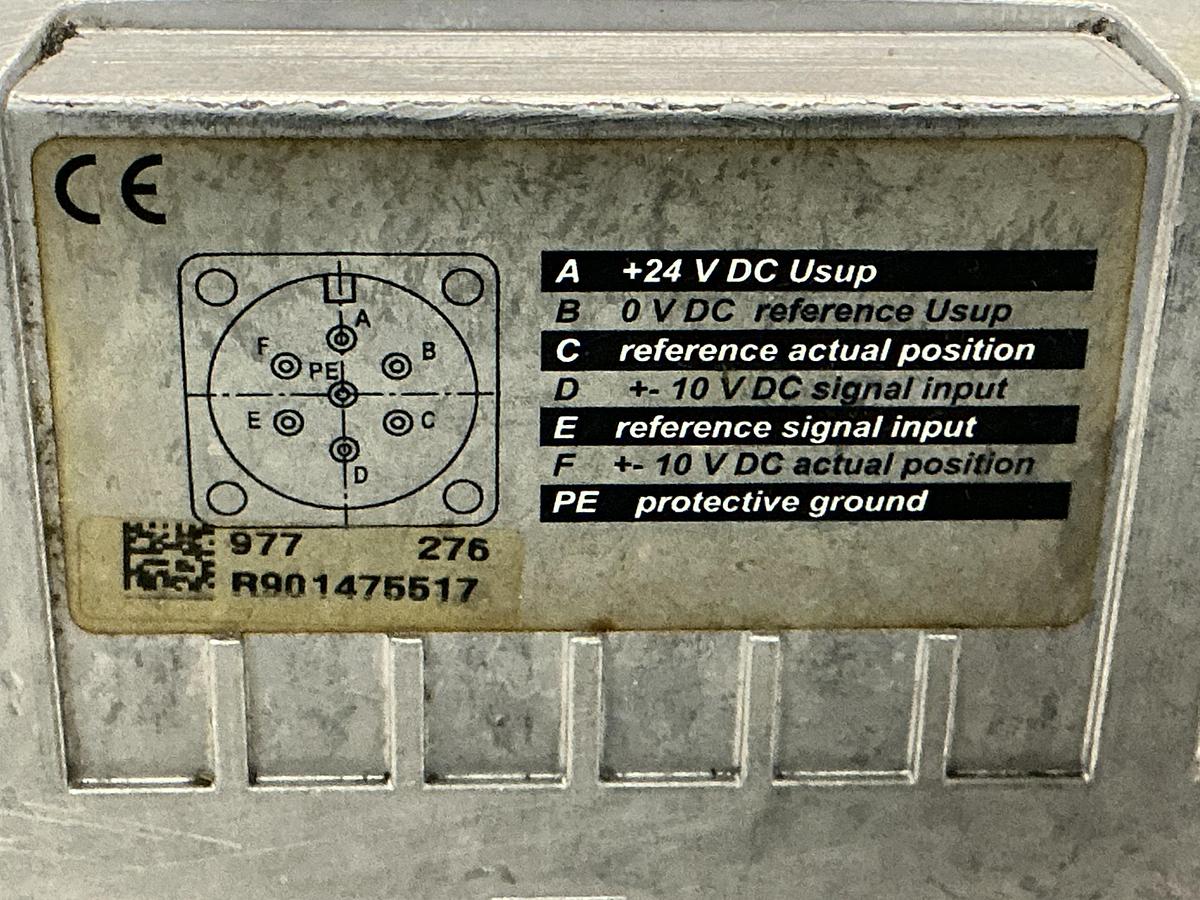 CE
A
F
B
PE
E
C
D
A +24 V DC Usup
B 0 V DC reference Usup
C reference actual position
D +- 10 V DC signal input
E reference signal input
F +- 10 V DC actual position
PE protective ground
977 276
R901475517